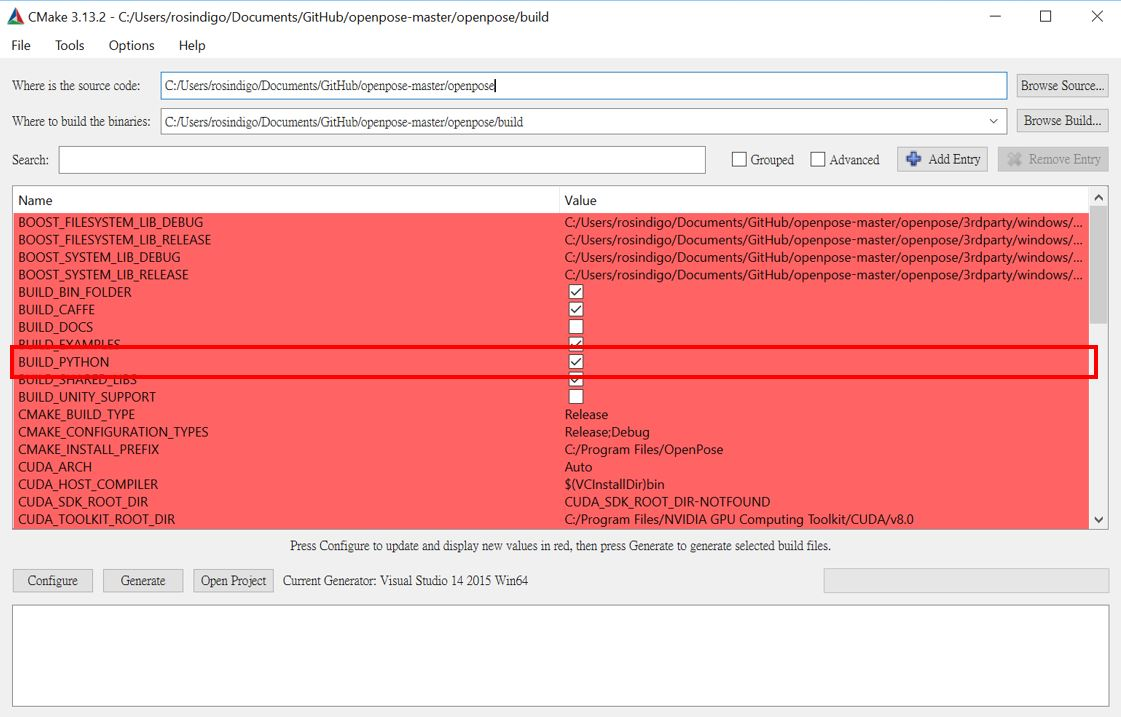 CMake 3.13.2 - C:/Users/rosindigo/Documents/GitHub/openpose-master/openpose/build
File Tools Options Help
Where is the source code: C:/Users/rosindigo/Documents/GitHub/openpose-master/openpose Browse Source...
Where to build the binaries: C:/Users/rosindigo/Documents/GitHub/openpose-master/openpose/build Browse Build...
Search: Grouped Advanced Add Entry Remove Entry
Name Value
BOOST_FILESYSTEM_LIB_DEBUG C:/Users/rosindigo/Documents/GitHub/openpose-master/openpose/3rdparty/windows/...
BOOST_FILESYSTEM_LIB_RELEASE C:/Users/rosindigo/Documents/GitHub/openpose-master/openpose/3rdparty/windows/...
BOOST_SYSTEM_LIB_DEBUG C:/Users/rosindigo/Documents/GitHub/openpose-master/openpose/3rdparty/windows/...
BOOST_SYSTEM_LIB_RELEASE C:/Users/rosindigo/Documents/GitHub/openpose-master/openpose/3rdparty/windows/...
BUILD_BIN_FOLDER
BUILD_CAFFE
BUILD_DOCS
BUILD_EXAMPLES
BUILD_PYTHON
BUILD_SHARED_LIBS
BUILD_UNITY_SUPPORT
CMAKE_BUILD_TYPE Release
CMAKE_CONFIGURATION_TYPES Release;Debug
CMAKE_INSTALL_PREFIX C:/Program Files/OpenPose
CUDA_ARCH Auto
CUDA_HOST_COMPILER $(VCInstallDir)bin
CUDA_SDK_ROOT_DIR CUDA_SDK_ROOT_DIR-NOTFOUND
CUDA_TOOLKIT_ROOT_DIR C:/Program Files/NVIDIA GPU Computing Toolkit/CUDA/v8.0
Press Configure to update and display new values in red, then press Generate to generate selected build files.
Configure Generate Open Project Current Generator: Visual Studio 14 2015 Win64